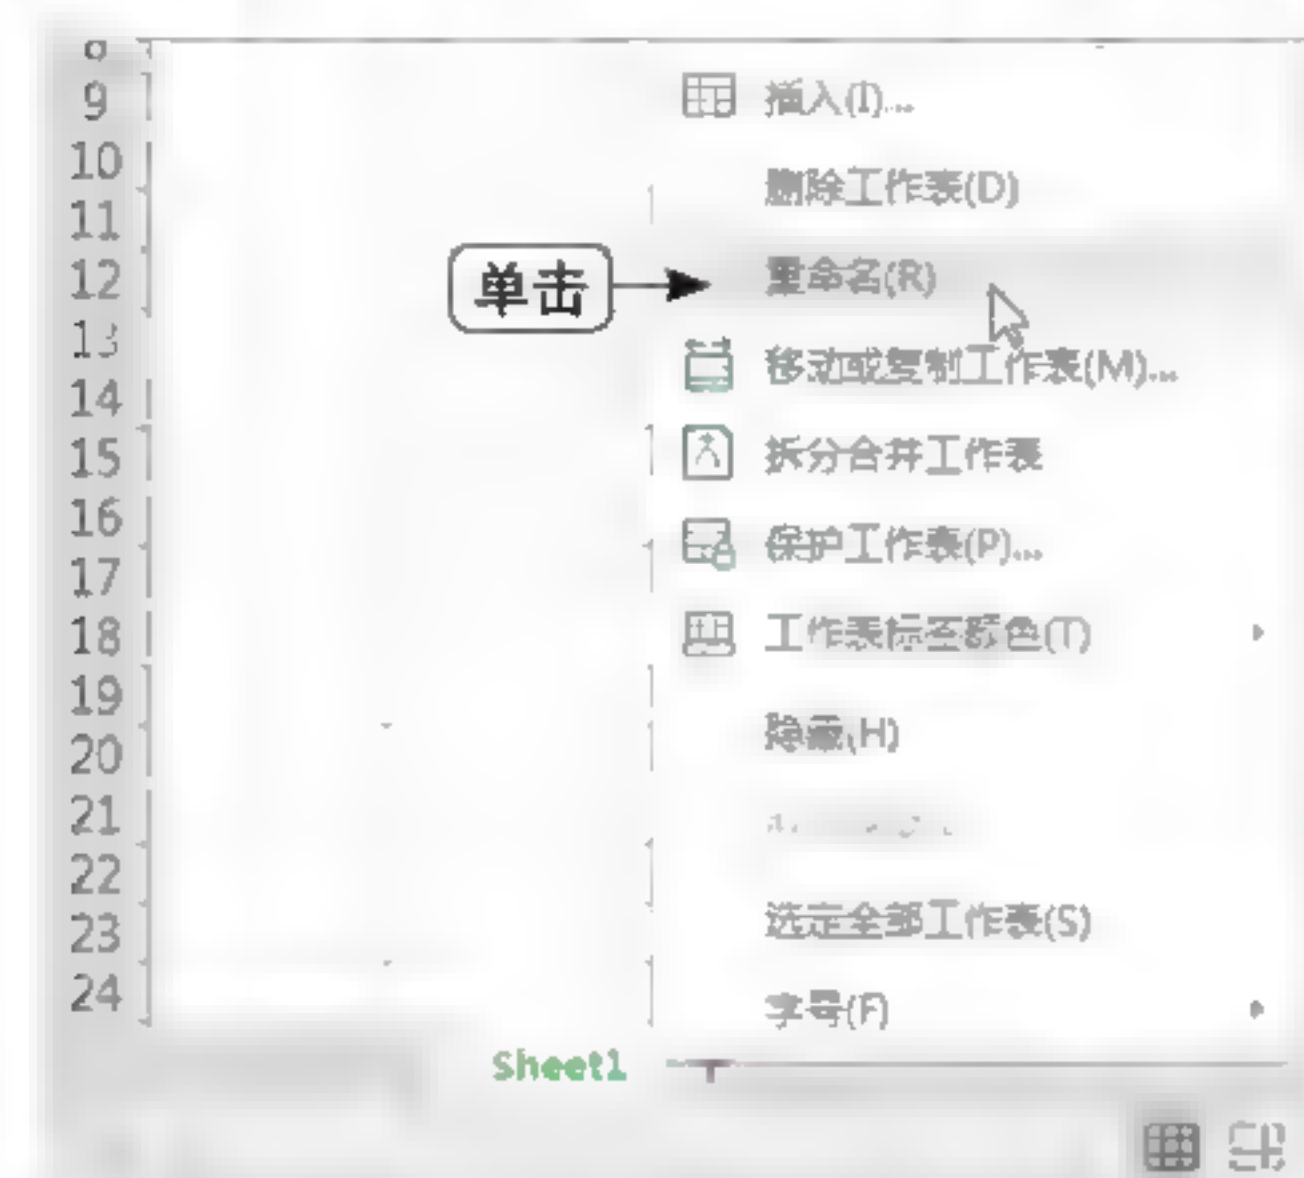 9
插入(I)...
10
删除工作表(D)
11
12
单击
重命名(R)
13
移动或复制工作表(M)...
14
15
拆分合并工作表
16
保护工作表(P)...
17
18
工作表标签颜色(T)
19
隐藏(H)
20
21
22
选定全部工作表(S)
23
24
字号(F)
Sheet1